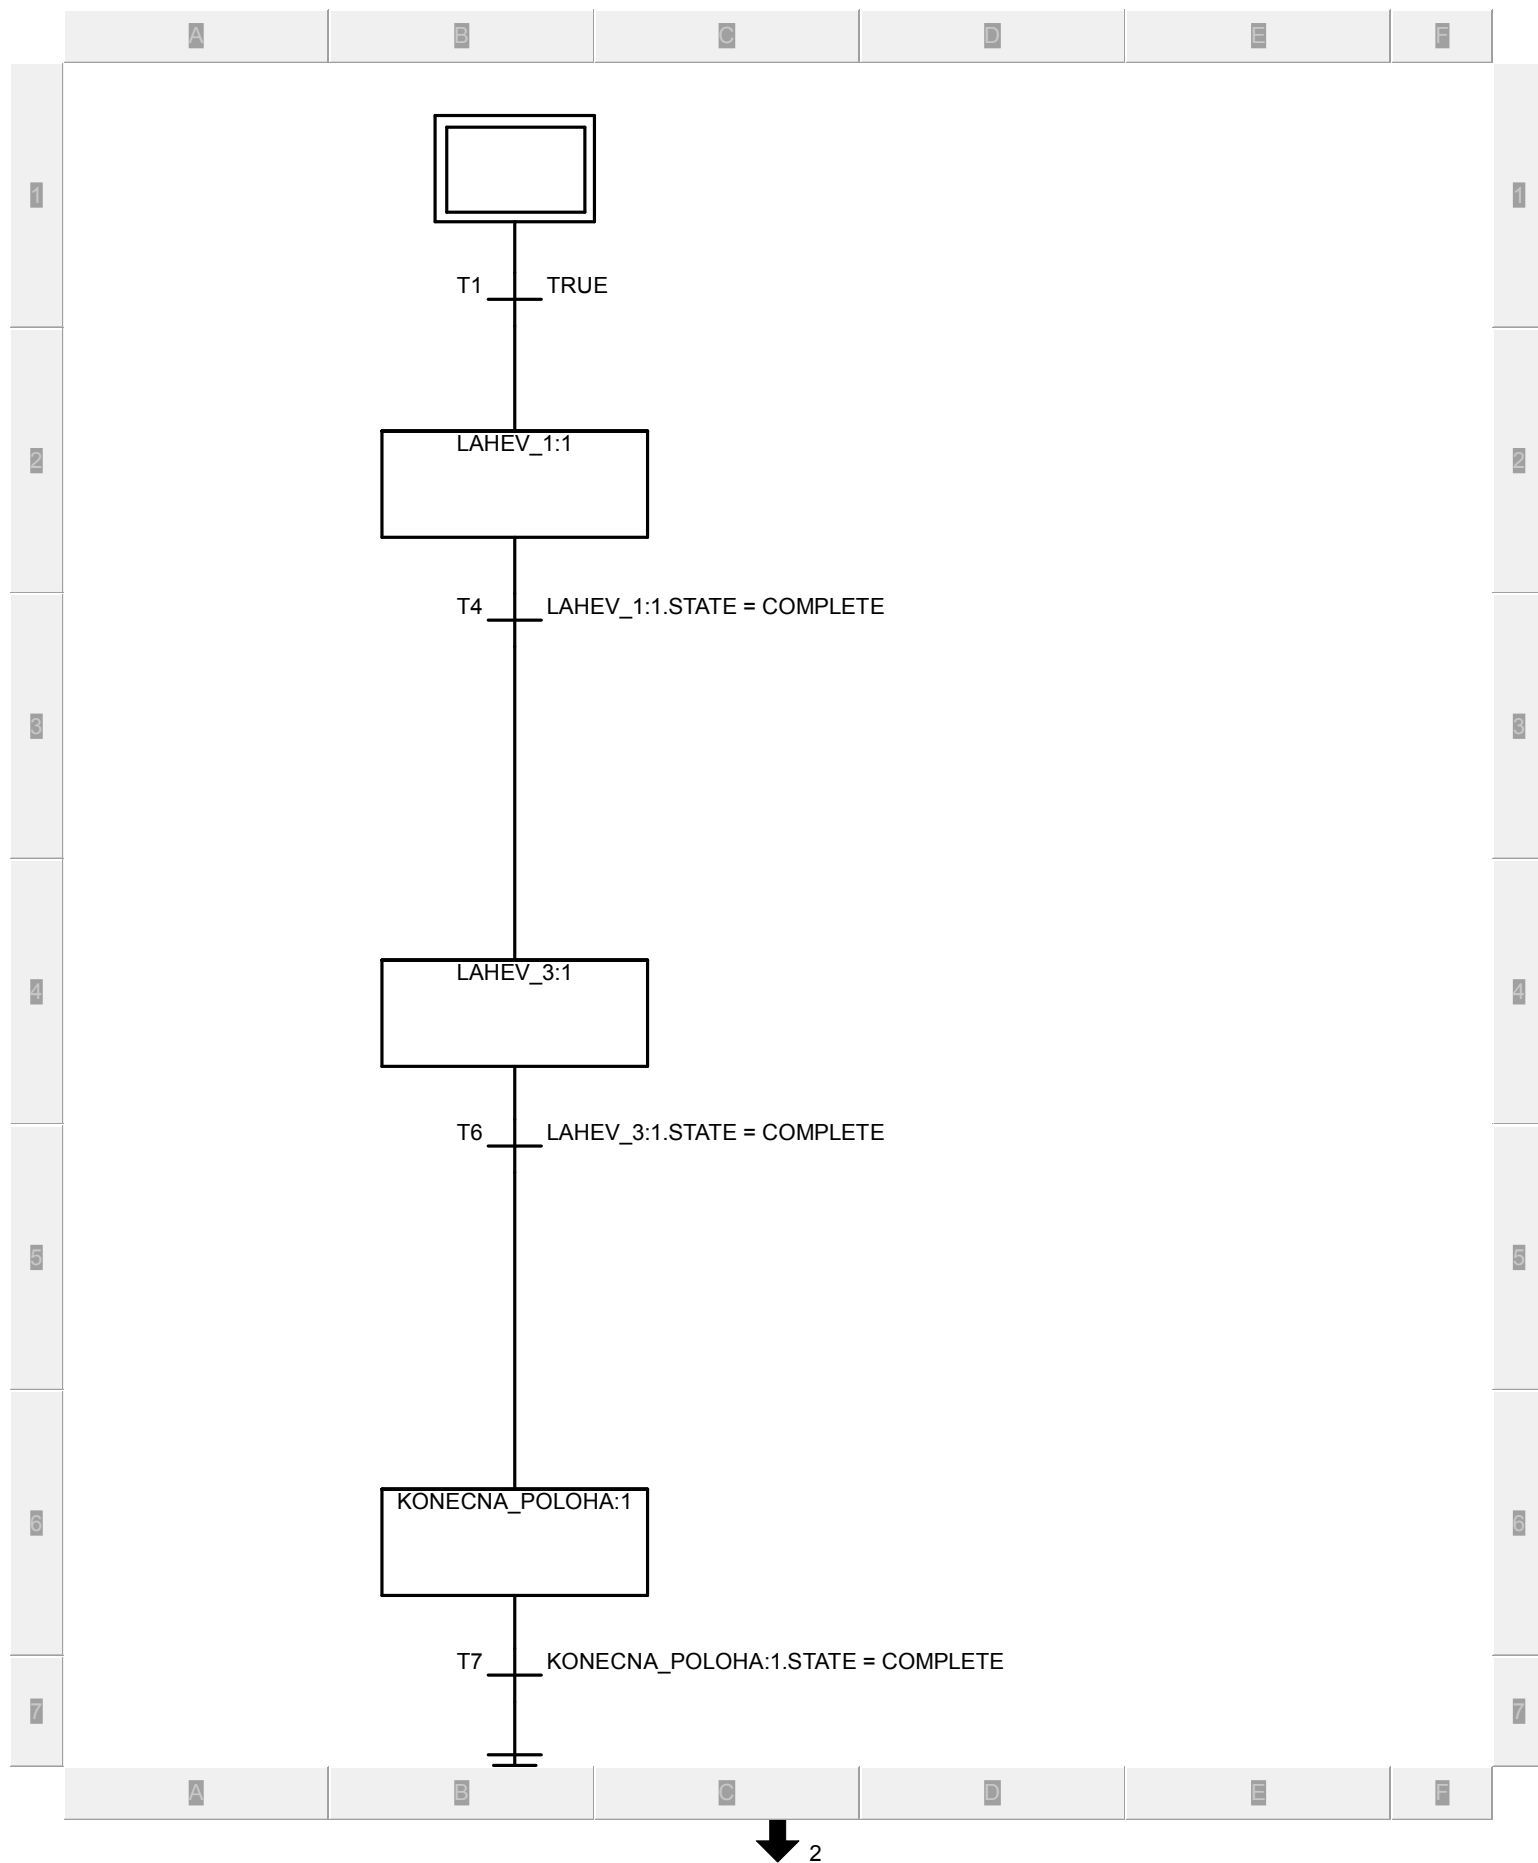 A B C D E F
1 1
T1 TRUE
LAHEV_1:1
2 2
T4 LAHEV_1:1.STATE = COMPLETE
3 3
LAHEV_3:1
4 4
T6 LAHEV_3:1.STATE = COMPLETE
5 5
KONECNA_POLOHA:1
6 6
T7 KONECNA_POLOHA:1.STATE = COMPLETE
7 7
A B C D E F
2